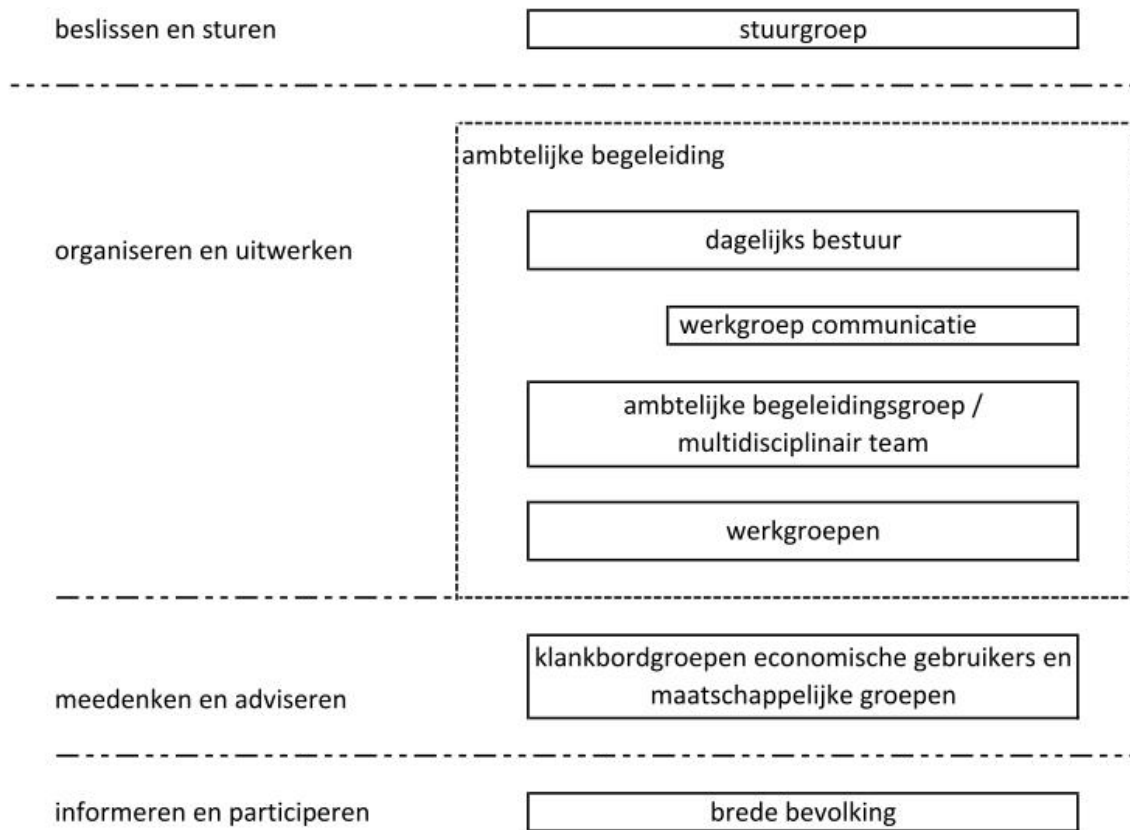 beslissen en sturen
stuurgroep
ambtelijke begeleiding
organiseren en uitwerken
dagelijks bestuur
werkgroep communicatie
ambtelijke begeleidingsgroep /
multidisciplinair team
werkgroepen
meedenken en adviseren
klankbordgroepen economische gebruikers en
maatschappelijke groepen
informeren en participeren
brede bevolking